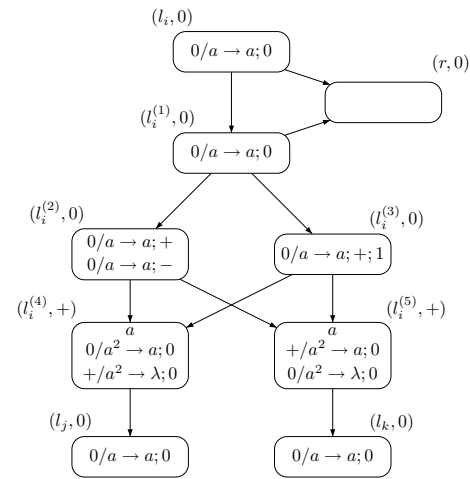 (l_i, 0)
0/a → a; 0
(r, 0)
(l_i^{(1)}, 0)
0/a → a; 0
(l_i^{(2)}, 0)
0/a → a; +
0/a → a; −
(l_i^{(3)}, 0)
0/a → a; +; 1
(l_i^{(4)}, +)
a
0/a^2 → a; 0
+/a^2 → λ; 0
(l_i^{(5)}, +)
a
+/a^2 → a; 0
0/a^2 → λ; 0
(l_j, 0)
0/a → a; 0
(l_k, 0)
0/a → a; 0